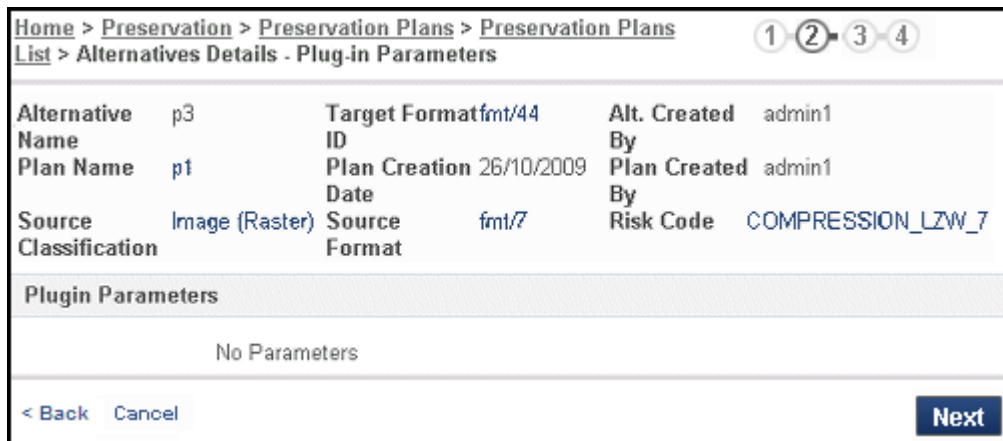 Home > Preservation > Preservation Plans > Preservation Plans
List > Alternatives Details - Plug-in Parameters
1 2 3 4
Alternative Name p3 Target Format ID fmt/44 Alt. Created By admin1
Plan Name p1 Plan Creation Date 26/10/2009 Plan Created By admin1
Source Classification Image (Raster) Source Format fmt/7 Risk Code COMPRESSION_LZW_7
Plugin Parameters
No Parameters
< Back Cancel Next